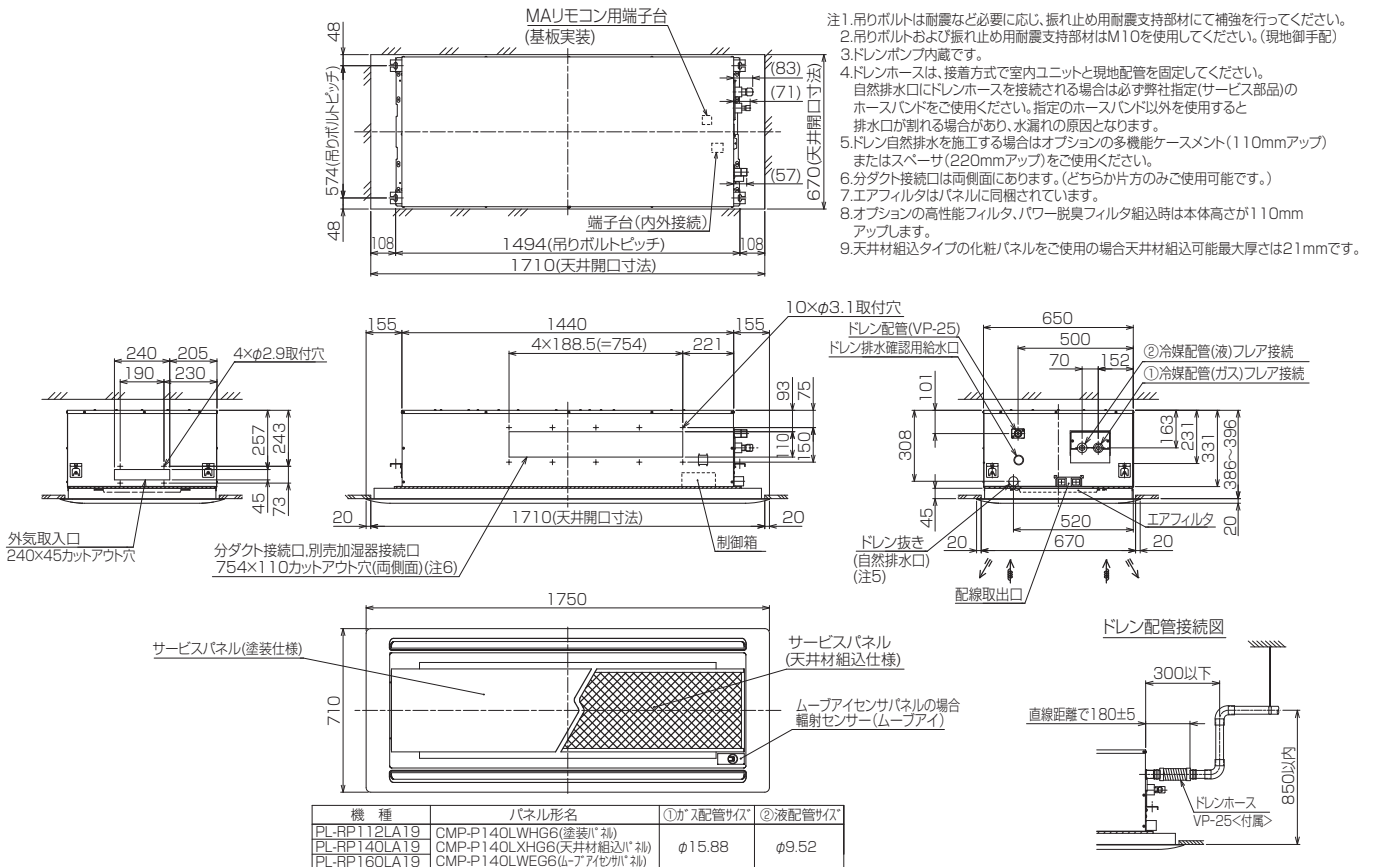 MAリモコン用端子台
(基板実装)
48
574(吊りボルトピッチ)
48
(83)
(71)
(57)
670(天井開口寸法)
端子台(内外接続)
108
1494(吊りボルトピッチ)
108
1710(天井開口寸法)
注1.吊りボルトは耐震など必要に応じ、振れ止め用耐震支持部材にて補強を行ってください。
2.吊りボルトおよび振れ止め用耐震支持部材はM10を使用してください。(現地御手配)
3.ドレンポンプ内蔵です。
4.ドレンホースは、接着方式で室内ユニットと現地配管を固定してください。
自然排水口にドレンホースを接続される場合は必ず弊社指定(サービス部品)の
ホースバンドをご使用ください。指定のホースバンド以外を使用すると
排水口が割れる場合があり、水漏れの原因となります。
5.ドレン自然排水を施工する場合はオプションの多機能ケースメント(110mmアップ)
またはスペーサ(220mmアップ)をご使用ください。
6.分ダクト接続口は両側面にあります。(どちらか片方のみご使用可能です。)
7.エアフィルタはパネルに同梱されています。
8.オプションの高性能フィルタ、パワー脱臭フィルタ組込時は本体高さが110mm
アップします。
9.天井材組込タイプの化粧パネルをご使用の場合天井材組込可能最大厚さは21mmです。
240
205
4×φ2.9取付穴
190
230
257
243
45
73
外気取入口
240×45カットアウト穴
155
1440
155
10×φ3.1取付穴
4×188.5(=754)
221
93
75
110
150
20
1710(天井開口寸法)
20
分ダクト接続口,別売加湿器接続口
754×110カットアウト穴(両側面)(注6)
制御箱
ドレン配管(VP-25)
ドレン排水確認用給水口
650
500
70
152
②冷媒配管(液)フレア接続
①冷媒配管(ガス)フレア接続
101
308
45
163
231
331
386~396
20
520
エアフィルタ
20
670
20
ドレン抜き
(自然排水口)
(注5)
配線取出口
1750
710
サービスパネル(塗装仕様)
サービスパネル
(天井材組込仕様)
ムーブアイセンサパネルの場合
輻射センサー(ムーブアイ)
ドレン配管接続図
300以下
直線距離で180±5
850以内
ドレンホース
VP-25<付属>
機 種 パネル形名 ①ガス配管サイズ ②液配管サイズ
PL-RP112LA19 CMP-P140LWHG6(塗装パネル)
PL-RP140LA19 CMP-P140LXHG6(天井材組込パネル) φ15.88 φ9.52
PL-RP160LA19 CMP-P140LWEG6(ムーブアイセンサパネル)